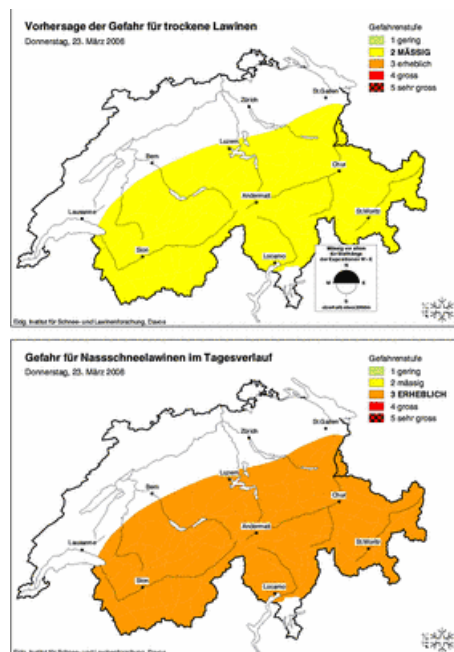 Vorhersage der Gefahr für trockene Lawinen
Donnerstag, 23. März 2006
Gefahrenstufe
1 gering
2 MÄSSIG
3 erheblich
4 gross
5 sehr gross
St.Gallen
Zürich
Luzern
Bern
Chur
Andermatt
Lausanne
St.Moritz
Sion
Locarno
N
W
E
S
Eidg. Institut für Schnee- und Lawinenforschung, Davos
Gefahr für Nassschneelawinen im Tagesverlauf
Donnerstag, 23. März 2006
Gefahrenstufe
1 gering
2 mässig
3 ERHEBLICH
4 gross
5 sehr gross
St.Gallen
Zürich
Luzern
Bern
Chur
Andermatt
Lausanne
St.Moritz
Sion
Locarno